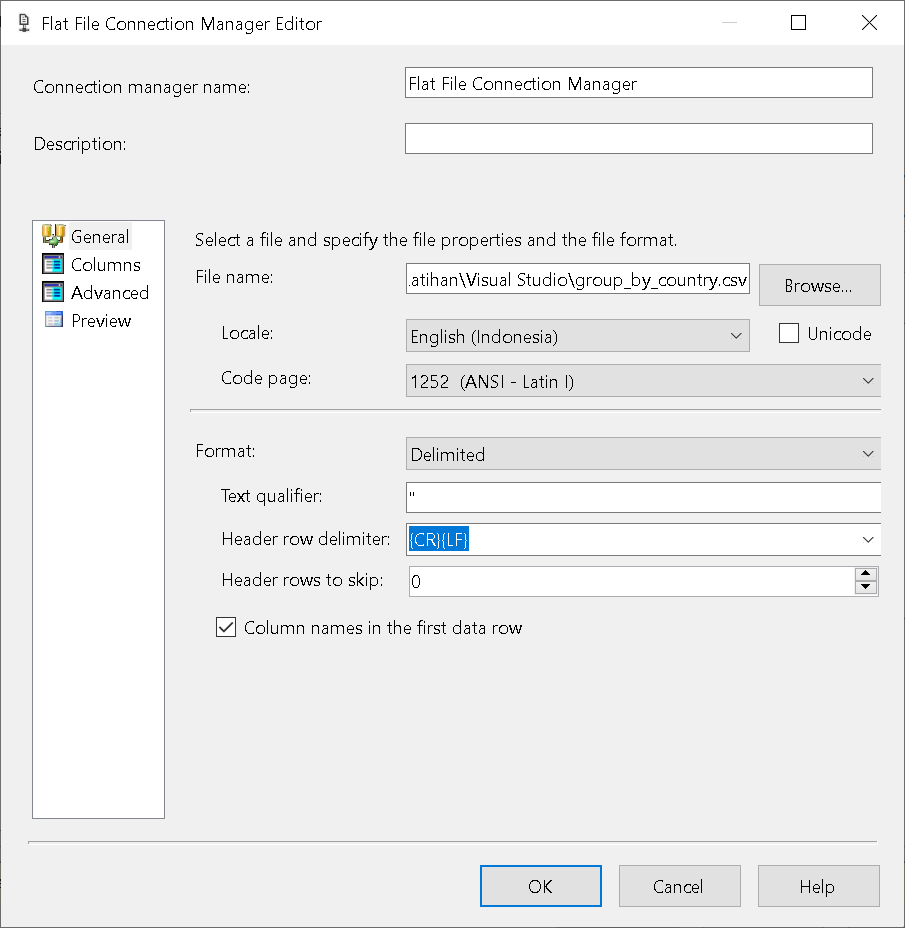 Flat File Connection Manager Editor
Connection manager name: Flat File Connection Manager
Description:
General
Columns
Advanced
Preview
Select a file and specify the file properties and the file format.
File name: .atihan\Visual Studio\group_by_country.csv Browse...
Locale: English (Indonesia) Unicode
Code page: 1252 (ANSI - Latin I)
Format: Delimited
Text qualifier: "
Header row delimiter: {CR}{LF}
Header rows to skip: 0
Column names in the first data row
OK Cancel Help